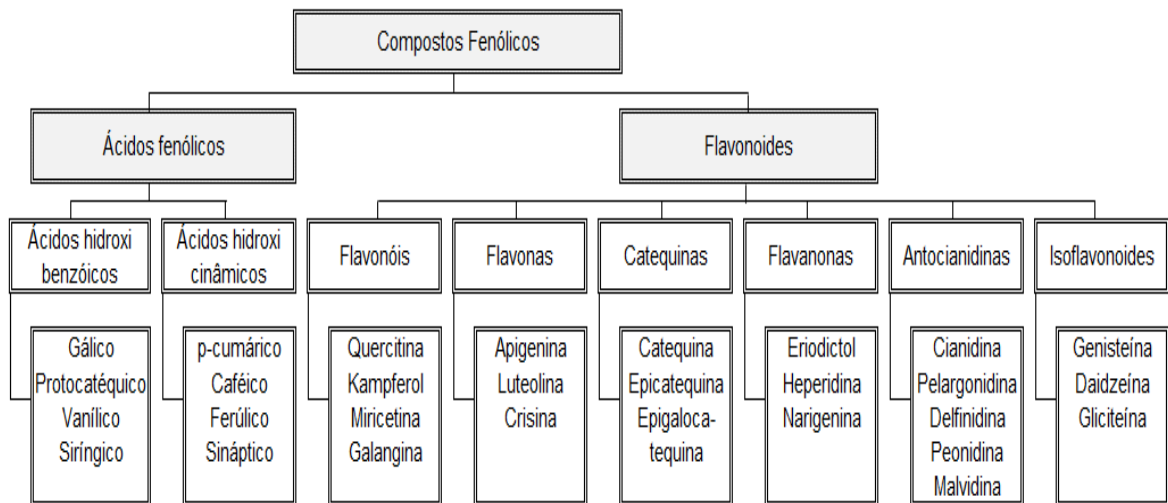 Compostos Fenólicos
Ácidos fenólicos
Flavonoides
Ácidos hidroxi
benzóicos
Ácidos hidroxi
cinâmicos
Flavonóis
Flavonas
Catequinas
Flavanonas
Antocianidinas
Isoflavonoides
Gálico
Protocatéquico
Vanílico
Siríngico
p-cumárico
Caféico
Ferúlico
Sináptico
Quercitina
Kampferol
Miricetina
Galangina
Apigenina
Luteolina
Crisina
Catequina
Epicatequina
Epigaloca-
tequina
Eriodictol
Heperidina
Narigenina
Cianidina
Pelargonidina
Delfinidina
Peonidina
Malvidina
Genisteína
Daidzeína
Gliciteína